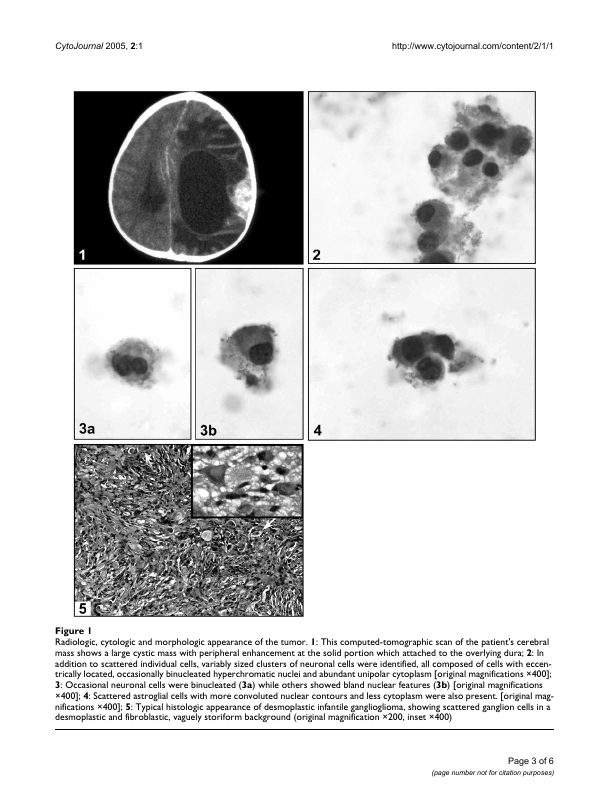 CytoJournal 2005, 2:1
http://www.cytojournal.com/content/2/1/1
1
2
3a
3b
4
5
Figure 1
Radiologic, cytologic and morphologic appearance of the tumor. 1: This computed-tomographic scan of the patient's cerebral
mass shows a large cystic mass with peripheral enhancement at the solid portion which attached to the overlying dura; 2: In
addition to scattered individual cells, variably sized clusters of neuronal cells were identified, all composed of cells with eccen-
trically located, occasionally binucleated hyperchromatic nuclei and abundant unipolar cytoplasm [original magnifications ×400];
3: Occasional neuronal cells were binucleated (3a) while others showed bland nuclear features (3b) [original magnifications
×400]; 4: Scattered astroglial cells with more convoluted nuclear contours and less cytoplasm were also present. [original mag-
nifications ×400]; 5: Typical histologic appearance of desmoplastic infantile ganglioglioma, showing scattered ganglion cells in a
desmoplastic and fibroblastic, vaguely storiform background (original magnification ×200, inset ×400)
Page 3 of 6
(page number not for citation purposes)